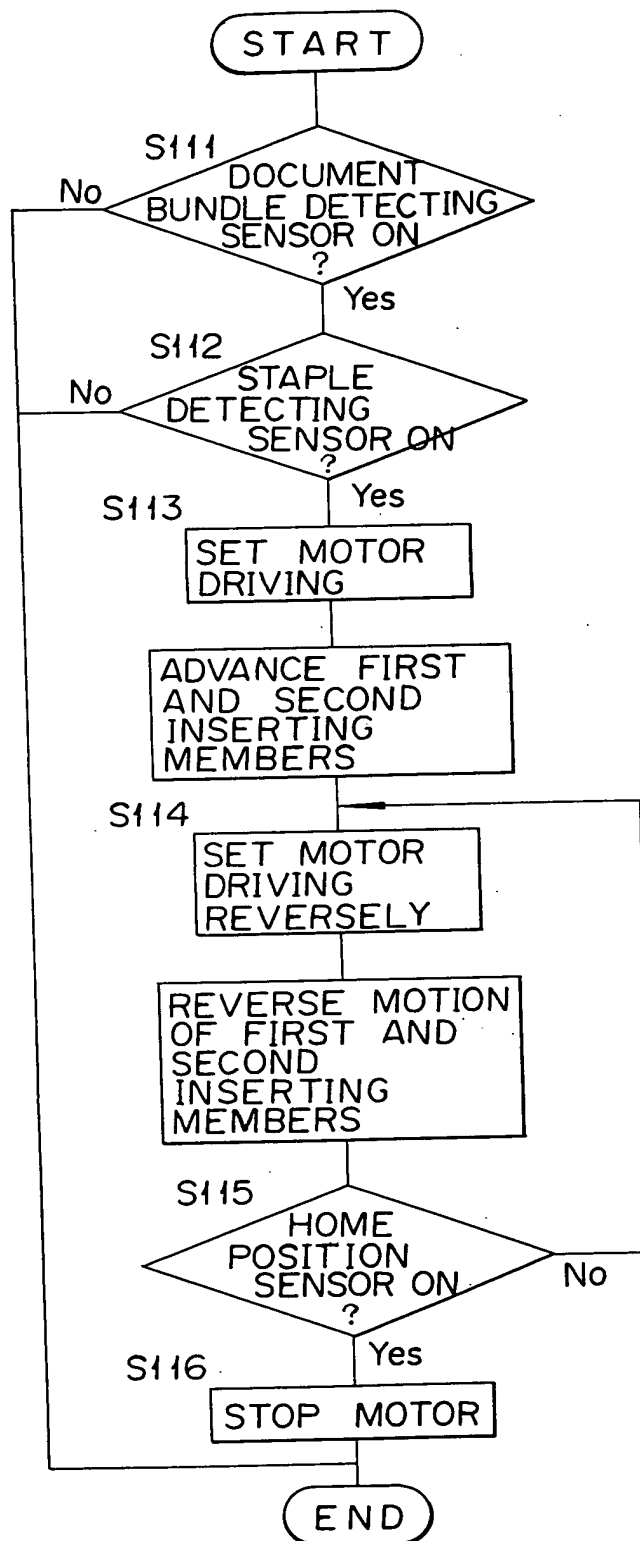 START
S111
DOCUMENT
No
BUNDLE DETECTING
SENSOR ON
?
Yes
S112
STAPLE
No
DETECTING
SENSOR ON
?
Yes
S113
SET MOTOR
DRIVING
ADVANCE FIRST
AND SECOND
INSERTING
MEMBERS
S114
SET MOTOR
DRIVING
REVERSELY
REVERSE MOTION
OF FIRST AND
SECOND
INSERTING
MEMBERS
S115
HOME
POSITION
SENSOR ON
No
?
Yes
S116
STOP MOTOR
END